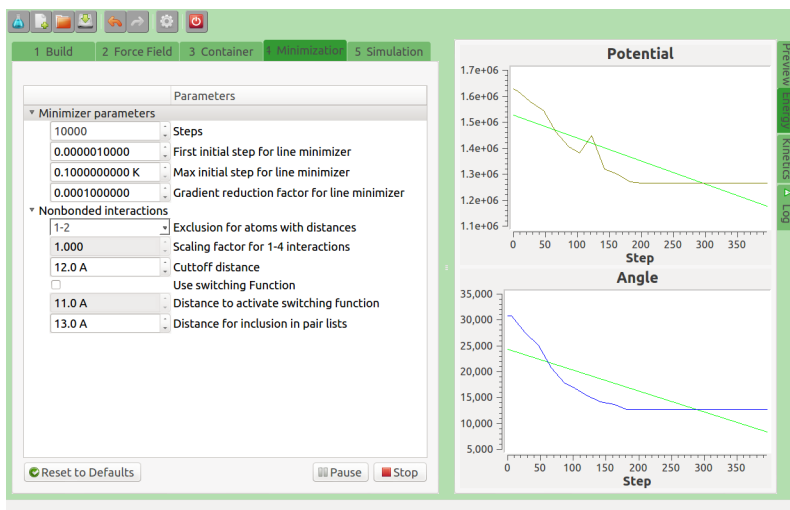 1 Build 2 Force Field 3 Container 4 Minimization 5 Simulation
Parameters
Minimizer parameters
10000 Steps
0.0000010000 First initial step for line minimizer
0.1000000000 K Max initial step for line minimizer
0.0001000000 Gradient reduction factor for line minimizer
Nonbonded interactions
1-2 Exclusion for atoms with distances
1.000 Scaling factor for 1-4 interactions
12.0 A Cuttoff distance
Use switching Function
11.0 A Distance to activate switching function
13.0 A Distance for inclusion in pair lists
Reset to Defaults Pause Stop
Potential
1.7e+06
1.6e+06
1.5e+06
1.4e+06
1.3e+06
1.2e+06
1.1e+06
0 50 100 150 200 250 300 350
Step
Angle
35,000
30,000
25,000
20,000
15,000
10,000
5,000
0 50 100 150 200 250 300 350
Step
Preview
Energy
Kinetics
Log